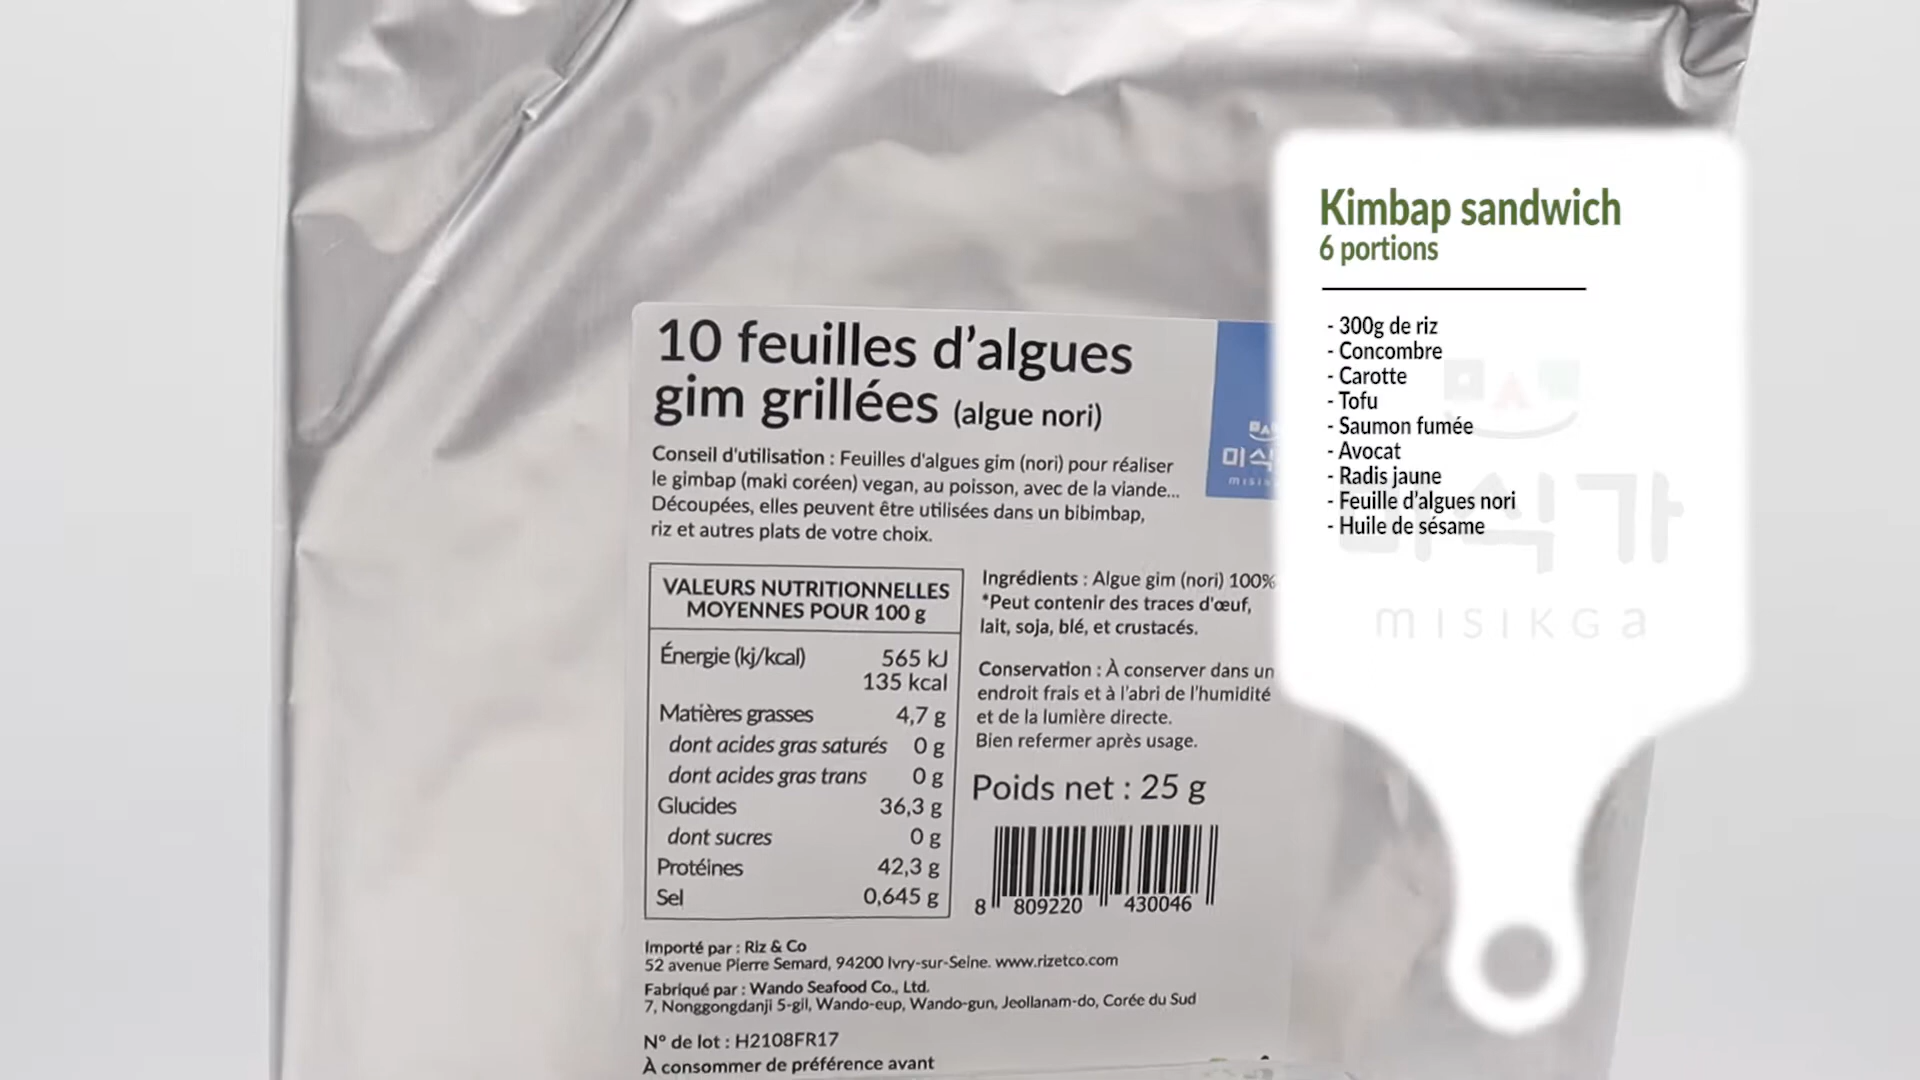 10 feuilles d'algues
gim grillées (algue nori)
Conseil d'utilisation : Feuilles d'algues gim (nori) pour réaliser
le gimbap (maki coréen) vegan, au poisson, avec de la viande...
Découpées, elles peuvent être utilisées dans un bibimbap,
riz et autres plats de votre choix.
VALEURS NUTRITIONNELLES
MOYENNES POUR 100 g
Énergie (kj/kcal) 565 kJ
135 kcal
Matières grasses 4,7 g
dont acides gras saturés 0 g
dont acides gras trans 0 g
Glucides 36,3 g
dont sucres 0 g
Protéines 42,3 g
Sel 0,645 g
Ingrédients : Algue gim (nori) 100%
*Peut contenir des traces d'œuf,
lait, soja, blé, et crustacés.
Conservation : À conserver dans un
endroit frais et à l'abri de l'humidité
et de la lumière directe.
Bien refermer après usage.
Poids net : 25 g
8 809220 430046
Importé par : Riz & Co
52 avenue Pierre Semard, 94200 Ivry-sur-Seine. www.rizetco.com
Fabriqué par : Wando Seafood Co., Ltd.
7, Nonggongdanji 5-gil, Wando-eup, Wando-gun, Jeollanam-do, Corée du Sud
N° de lot : H2108FR17
À consommer de préférence avant
Kimbap sandwich
6 portions
- 300g de riz
- Concombre
- Carotte
- Tofu
- Saumon fumée
- Avocat
- Radis jaune
- Feuille d'algues nori
- Huile de sésame
미식가
MISIKGa